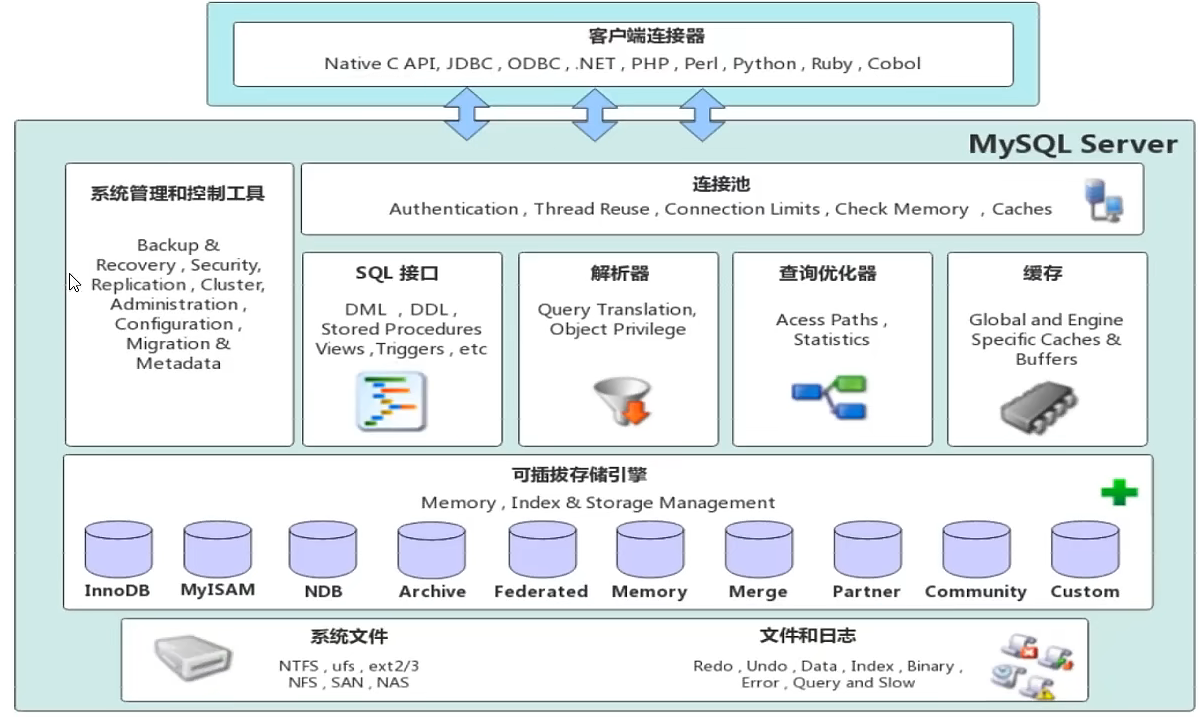 客户端连接器
Native C API, JDBC , ODBC , .NET , PHP , Perl , Python , Ruby , Cobol
MySQL Server
系统管理和控制工具
Backup &
Recovery , Security,
Replication , Cluster,
Administration ,
Configuration ,
Migration &
Metadata
连接池
Authentication , Thread Reuse , Connection Limits , Check Memory , Caches
SQL 接口
DML , DDL ,
Stored Procedures
Views ,Triggers , etc
解析器
Query Translation,
Object Privilege
查询优化器
Acess Paths ,
Statistics
缓存
Global and Engine
Specific Caches &
Buffers
可插拔存储引擎
Memory , Index & Storage Management
InnoDB
MyISAM
NDB
Archive
Federated
Memory
Merge
Partner
Community
Custom
系统文件
NTFS , ufs , ext2/3
NFS , SAN , NAS
文件和日志
Redo , Undo , Data , Index , Binary ,
Error , Query and Slow